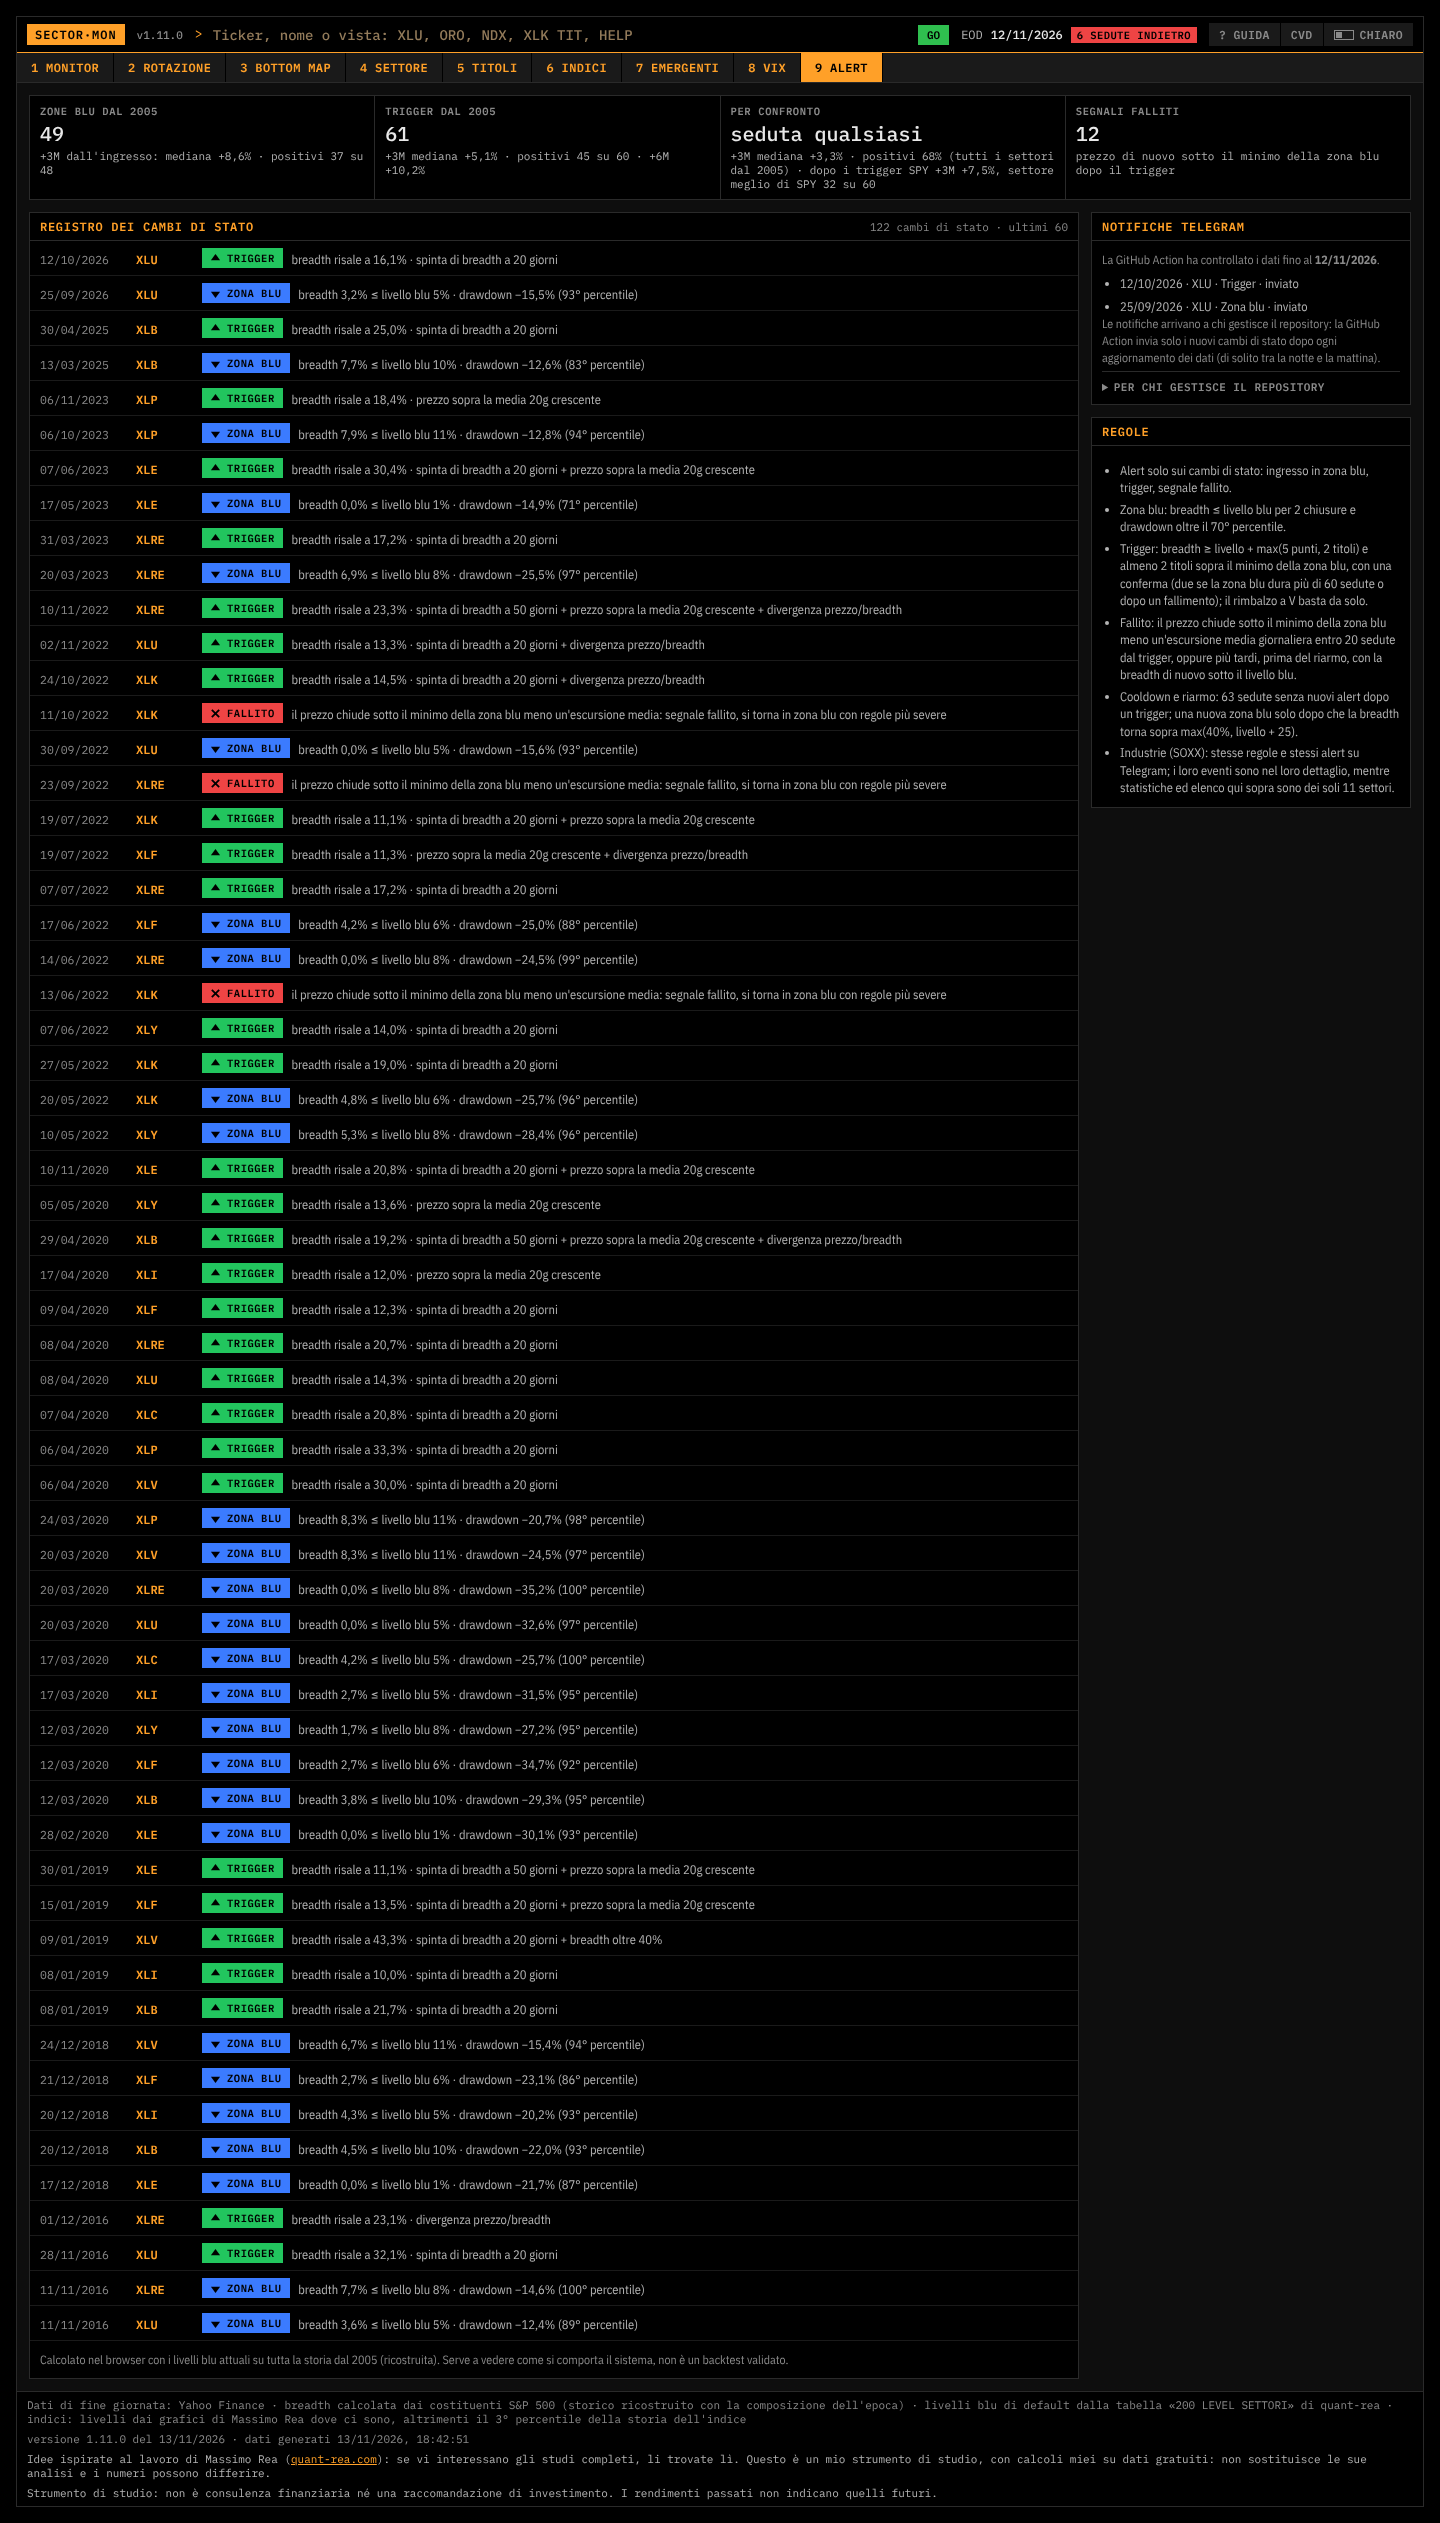 SECTOR·MON v1.11.0 > Ticker, nome o vista: XLU, ORO, NDX, XLK TIT, HELP GO EOD 12/11/2026 6 SEDUTE INDIETRO ? GUIDA CVD CHIARO
1 MONITOR 2 ROTAZIONE 3 BOTTOM MAP 4 SETTORE 5 TITOLI 6 INDICI 7 EMERGENTI 8 VIX 9 ALERT
ZONE BLU DAL 2005
49
+3M dall'ingresso: mediana +8,6% · positivi 37 su
48
TRIGGER DAL 2005
61
+3M mediana +5,1% · positivi 45 su 60 · +6M
+10,2%
PER CONFRONTO
seduta qualsiasi
+3M mediana +3,3% · positivi 68% (tutti i settori
dal 2005) · dopo i trigger SPY +3M +7,5%, settore
meglio di SPY 32 su 60
SEGNALI FALLITI
12
prezzo di nuovo sotto il minimo della zona blu
dopo il trigger
REGISTRO DEI CAMBI DI STATO 122 cambi di stato · ultimi 60
12/10/2026 XLU ▲ TRIGGER breadth risale a 16,1% · spinta di breadth a 20 giorni
25/09/2026 XLU ▼ ZONA BLU breadth 3,2% ≤ livello blu 5% · drawdown −15,5% (93° percentile)
30/04/2025 XLB ▲ TRIGGER breadth risale a 25,0% · spinta di breadth a 20 giorni
13/03/2025 XLB ▼ ZONA BLU breadth 7,7% ≤ livello blu 10% · drawdown −12,6% (83° percentile)
06/11/2023 XLP ▲ TRIGGER breadth risale a 18,4% · prezzo sopra la media 20g crescente
06/10/2023 XLP ▼ ZONA BLU breadth 7,9% ≤ livello blu 11% · drawdown −12,8% (94° percentile)
07/06/2023 XLE ▲ TRIGGER breadth risale a 30,4% · spinta di breadth a 20 giorni + prezzo sopra la media 20g crescente
17/05/2023 XLE ▼ ZONA BLU breadth 0,0% ≤ livello blu 1% · drawdown −14,9% (71° percentile)
31/03/2023 XLRE ▲ TRIGGER breadth risale a 17,2% · spinta di breadth a 20 giorni
20/03/2023 XLRE ▼ ZONA BLU breadth 6,9% ≤ livello blu 8% · drawdown −25,5% (97° percentile)
10/11/2022 XLRE ▲ TRIGGER breadth risale a 23,3% · spinta di breadth a 50 giorni + prezzo sopra la media 20g crescente + divergenza prezzo/breadth
02/11/2022 XLU ▲ TRIGGER breadth risale a 13,3% · spinta di breadth a 20 giorni + divergenza prezzo/breadth
24/10/2022 XLK ▲ TRIGGER breadth risale a 14,5% · spinta di breadth a 20 giorni + divergenza prezzo/breadth
11/10/2022 XLK ✕ FALLITO il prezzo chiude sotto il minimo della zona blu meno un'escursione media: segnale fallito, si torna in zona blu con regole più severe
30/09/2022 XLU ▼ ZONA BLU breadth 0,0% ≤ livello blu 5% · drawdown −15,6% (93° percentile)
23/09/2022 XLRE ✕ FALLITO il prezzo chiude sotto il minimo della zona blu meno un'escursione media: segnale fallito, si torna in zona blu con regole più severe
19/07/2022 XLK ▲ TRIGGER breadth risale a 11,1% · spinta di breadth a 20 giorni + prezzo sopra la media 20g crescente
19/07/2022 XLF ▲ TRIGGER breadth risale a 11,3% · prezzo sopra la media 20g crescente + divergenza prezzo/breadth
07/07/2022 XLRE ▲ TRIGGER breadth risale a 17,2% · spinta di breadth a 20 giorni
17/06/2022 XLF ▼ ZONA BLU breadth 4,2% ≤ livello blu 6% · drawdown −25,0% (88° percentile)
14/06/2022 XLRE ▼ ZONA BLU breadth 0,0% ≤ livello blu 8% · drawdown −24,5% (99° percentile)
13/06/2022 XLK ✕ FALLITO il prezzo chiude sotto il minimo della zona blu meno un'escursione media: segnale fallito, si torna in zona blu con regole più severe
07/06/2022 XLY ▲ TRIGGER breadth risale a 14,0% · spinta di breadth a 20 giorni
27/05/2022 XLK ▲ TRIGGER breadth risale a 19,0% · spinta di breadth a 20 giorni
20/05/2022 XLK ▼ ZONA BLU breadth 4,8% ≤ livello blu 6% · drawdown −25,7% (96° percentile)
10/05/2022 XLY ▼ ZONA BLU breadth 5,3% ≤ livello blu 8% · drawdown −28,4% (96° percentile)
10/11/2020 XLE ▲ TRIGGER breadth risale a 20,8% · spinta di breadth a 20 giorni + prezzo sopra la media 20g crescente
05/05/2020 XLY ▲ TRIGGER breadth risale a 13,6% · prezzo sopra la media 20g crescente
29/04/2020 XLB ▲ TRIGGER breadth risale a 19,2% · spinta di breadth a 50 giorni + prezzo sopra la media 20g crescente + divergenza prezzo/breadth
17/04/2020 XLI ▲ TRIGGER breadth risale a 12,0% · prezzo sopra la media 20g crescente
09/04/2020 XLF ▲ TRIGGER breadth risale a 12,3% · spinta di breadth a 20 giorni
08/04/2020 XLRE ▲ TRIGGER breadth risale a 20,7% · spinta di breadth a 20 giorni
08/04/2020 XLU ▲ TRIGGER breadth risale a 14,3% · spinta di breadth a 20 giorni
07/04/2020 XLC ▲ TRIGGER breadth risale a 20,8% · spinta di breadth a 20 giorni
06/04/2020 XLP ▲ TRIGGER breadth risale a 33,3% · spinta di breadth a 20 giorni
06/04/2020 XLV ▲ TRIGGER breadth risale a 30,0% · spinta di breadth a 20 giorni
24/03/2020 XLP ▼ ZONA BLU breadth 8,3% ≤ livello blu 11% · drawdown −20,7% (98° percentile)
20/03/2020 XLV ▼ ZONA BLU breadth 8,3% ≤ livello blu 11% · drawdown −24,5% (97° percentile)
20/03/2020 XLRE ▼ ZONA BLU breadth 0,0% ≤ livello blu 8% · drawdown −35,2% (100° percentile)
20/03/2020 XLU ▼ ZONA BLU breadth 0,0% ≤ livello blu 5% · drawdown −32,6% (97° percentile)
17/03/2020 XLC ▼ ZONA BLU breadth 4,2% ≤ livello blu 5% · drawdown −25,7% (100° percentile)
17/03/2020 XLI ▼ ZONA BLU breadth 2,7% ≤ livello blu 5% · drawdown −31,5% (95° percentile)
12/03/2020 XLY ▼ ZONA BLU breadth 1,7% ≤ livello blu 8% · drawdown −27,2% (95° percentile)
12/03/2020 XLF ▼ ZONA BLU breadth 2,7% ≤ livello blu 6% · drawdown −34,7% (92° percentile)
12/03/2020 XLB ▼ ZONA BLU breadth 3,8% ≤ livello blu 10% · drawdown −29,3% (95° percentile)
28/02/2020 XLE ▼ ZONA BLU breadth 0,0% ≤ livello blu 1% · drawdown −30,1% (93° percentile)
30/01/2019 XLE ▲ TRIGGER breadth risale a 11,1% · spinta di breadth a 50 giorni + prezzo sopra la media 20g crescente
15/01/2019 XLF ▲ TRIGGER breadth risale a 13,5% · spinta di breadth a 20 giorni + prezzo sopra la media 20g crescente
09/01/2019 XLV ▲ TRIGGER breadth risale a 43,3% · spinta di breadth a 20 giorni + breadth oltre 40%
08/01/2019 XLI ▲ TRIGGER breadth risale a 10,0% · spinta di breadth a 20 giorni
08/01/2019 XLB ▲ TRIGGER breadth risale a 21,7% · spinta di breadth a 20 giorni
24/12/2018 XLV ▼ ZONA BLU breadth 6,7% ≤ livello blu 11% · drawdown −15,4% (94° percentile)
21/12/2018 XLF ▼ ZONA BLU breadth 2,7% ≤ livello blu 6% · drawdown −23,1% (86° percentile)
20/12/2018 XLI ▼ ZONA BLU breadth 4,3% ≤ livello blu 5% · drawdown −20,2% (93° percentile)
20/12/2018 XLB ▼ ZONA BLU breadth 4,5% ≤ livello blu 10% · drawdown −22,0% (93° percentile)
17/12/2018 XLE ▼ ZONA BLU breadth 0,0% ≤ livello blu 1% · drawdown −21,7% (87° percentile)
01/12/2016 XLRE ▲ TRIGGER breadth risale a 23,1% · divergenza prezzo/breadth
28/11/2016 XLU ▲ TRIGGER breadth risale a 32,1% · spinta di breadth a 20 giorni
11/11/2016 XLRE ▼ ZONA BLU breadth 7,7% ≤ livello blu 8% · drawdown −14,6% (100° percentile)
11/11/2016 XLU ▼ ZONA BLU breadth 3,6% ≤ livello blu 5% · drawdown −12,4% (89° percentile)
Calcolato nel browser con i livelli blu attuali su tutta la storia dal 2005 (ricostruita). Serve a vedere come si comporta il sistema, non è un backtest validato.
NOTIFICHE TELEGRAM
La GitHub Action ha controllato i dati fino al 12/11/2026.
• 12/10/2026 · XLU · Trigger · inviato
• 25/09/2026 · XLU · Zona blu · inviato
Le notifiche arrivano a chi gestisce il repository: la GitHub
Action invia solo i nuovi cambi di stato dopo ogni
aggiornamento dei dati (di solito tra la notte e la mattina).
▶ PER CHI GESTISCE IL REPOSITORY
REGOLE
• Alert solo sui cambi di stato: ingresso in zona blu,
trigger, segnale fallito.
• Zona blu: breadth ≤ livello blu per 2 chiusure e
drawdown oltre il 70° percentile.
• Trigger: breadth ≥ livello + max(5 punti, 2 titoli) e
almeno 2 titoli sopra il minimo della zona blu, con una
conferma (due se la zona blu dura più di 60 sedute o
dopo un fallimento); il rimbalzo a V basta da solo.
• Fallito: il prezzo chiude sotto il minimo della zona blu
meno un'escursione media giornaliera entro 20 sedute
dal trigger, oppure più tardi, prima del riarmo, con la
breadth di nuovo sotto il livello blu.
• Cooldown e riarmo: 63 sedute senza nuovi alert dopo
un trigger; una nuova zona blu solo dopo che la breadth
torna sopra max(40%, livello + 25).
• Industrie (SOXX): stesse regole e stessi alert su
Telegram; i loro eventi sono nel loro dettaglio, mentre
statistiche ed elenco qui sopra sono dei soli 11 settori.
Dati di fine giornata: Yahoo Finance · breadth calcolata dai costituenti S&P 500 (storico ricostruito con la composizione dell'epoca) · livelli blu di default dalla tabella «200 LEVEL SETTORI» di quant-rea ·
indici: livelli dai grafici di Massimo Rea dove ci sono, altrimenti il 3° percentile della storia dell'indice
versione 1.11.0 del 13/11/2026 · dati generati 13/11/2026, 18:42:51
Idee ispirate al lavoro di Massimo Rea (quant-rea.com): se vi interessano gli studi completi, li trovate lì. Questo è un mio strumento di studio, con calcoli miei su dati gratuiti: non sostituisce le sue
analisi e i numeri possono differire.
Strumento di studio: non è consulenza finanziaria né una raccomandazione di investimento. I rendimenti passati non indicano quelli futuri.